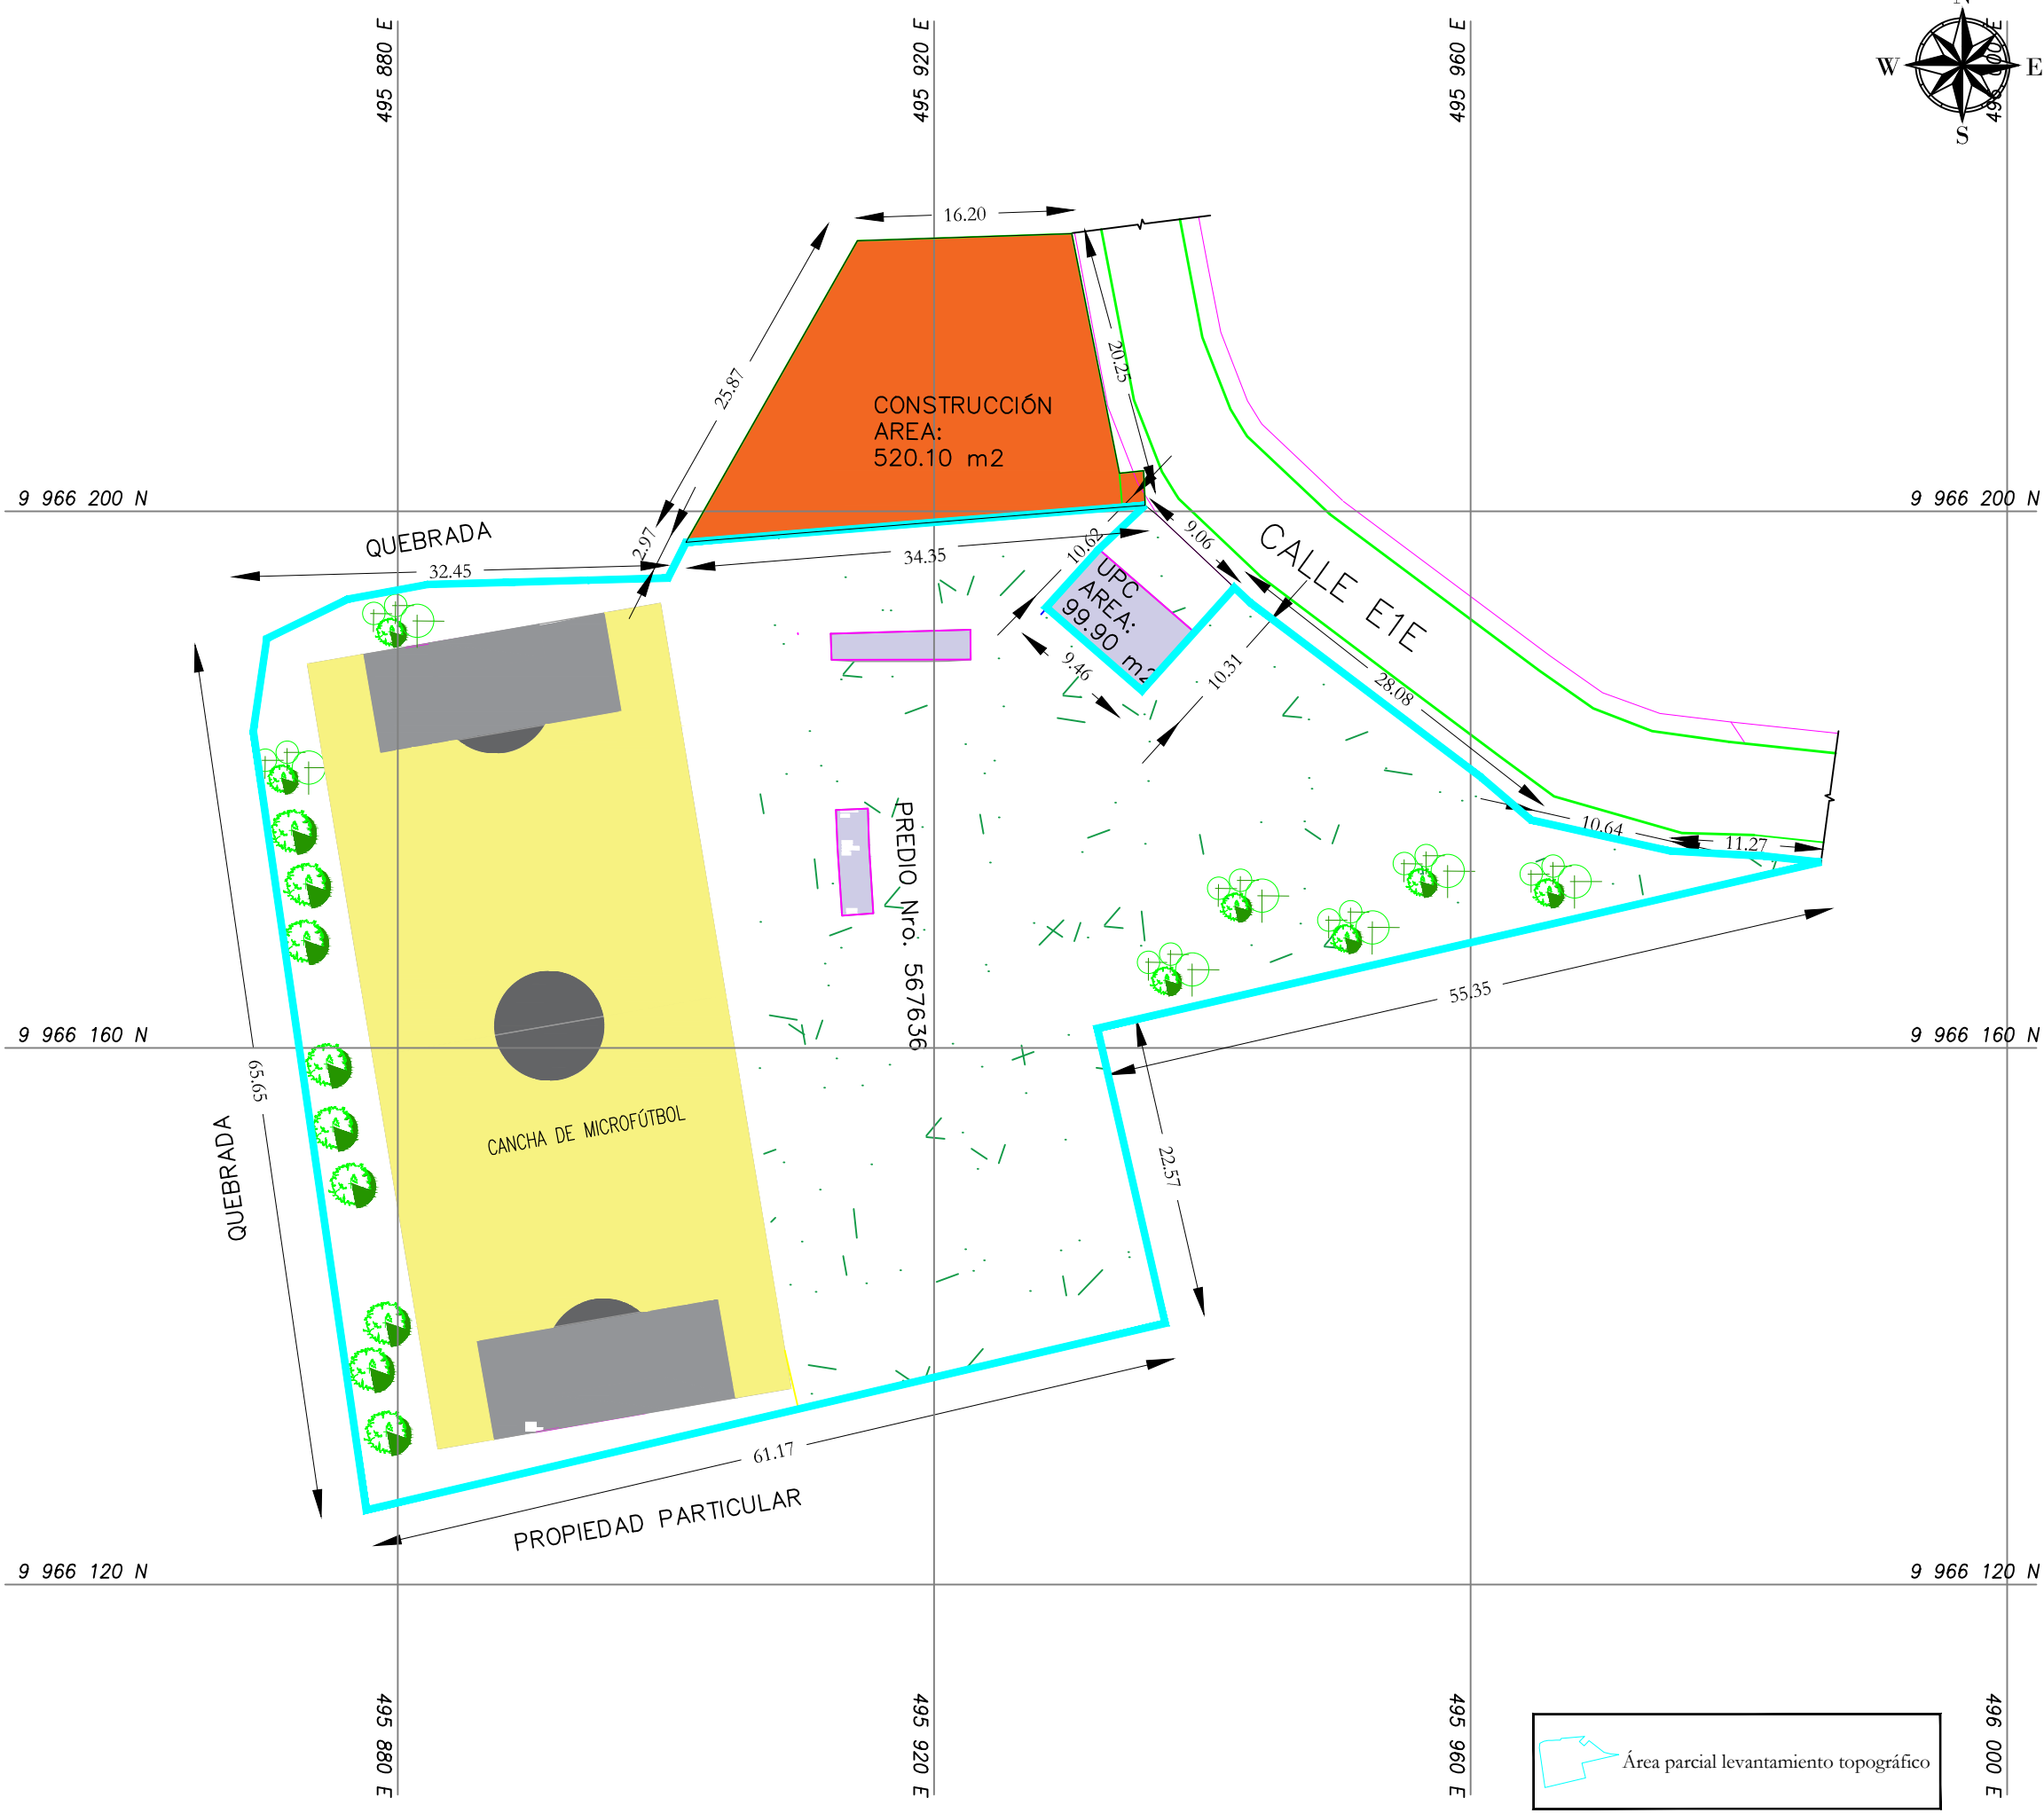 495 880 E
495 920 E
495 960 E
496 000 E
N
W
E
S
16.20
25.87
20.25
CONSTRUCCIÓN
AREA:
520.10 m2
9 966 200 N
9 966 200 N
QUEBRADA
32.45
2.97
34.35
10.62
9.06
CALLE E1E
UPC
AREA:
99.90 m2
9.46
10.31
28.08
10.64
11.27
PREDIO Nro. 567636
55.35
9 966 160 N
9 966 160 N
65.65
QUEBRADA
CANCHA DE MICROFÚTBOL
22.57
61.17
PROPIEDAD PARTICULAR
9 966 120 N
9 966 120 N
495 880 E
495 920 E
495 960 E
496 000 E
Área parcial levantamiento topográfico